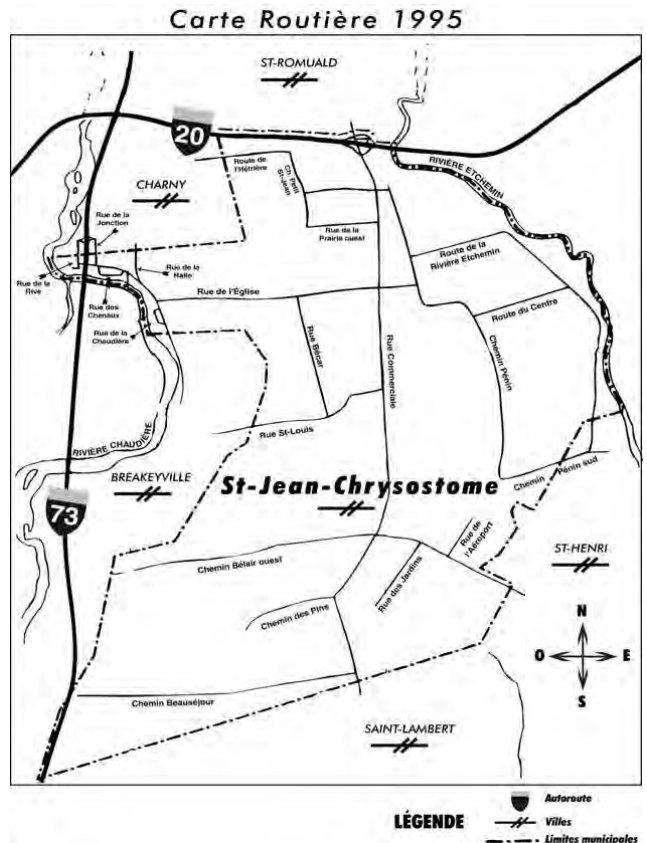 Carte Routière 1995
ST-ROMUALD
20
RIVIÈRE ETCHEMIN
Route de
l'Hêtrière
Ch. Petit
St-Jean
CHARNY
Rue de la
Jonction
Rue de la
Prairie ouest
Route de la
Rivière Etchemin
Rue de la
Rive
Rue de la
Halle
Rue des
Chenaux
Rue de l'Église
Rue de la
Chaudière
Route du Centre
Rue Bécar
Rue Commerciale
Chemin Pénin
Rue St-Louis
RIVIÈRE CHAUDIÈRE
BREAKEYVILLE
St-Jean-Chrysostome
Chemin Pénin sud
73
Rue de
l'Aéroport
ST-HENRI
Chemin Bélair ouest
Rue des Jardins
Chemin des Pins
N
O E
S
Chemin Beauséjour
SAINT-LAMBERT
LÉGENDE
Autoroute
Villes
Limites municipales